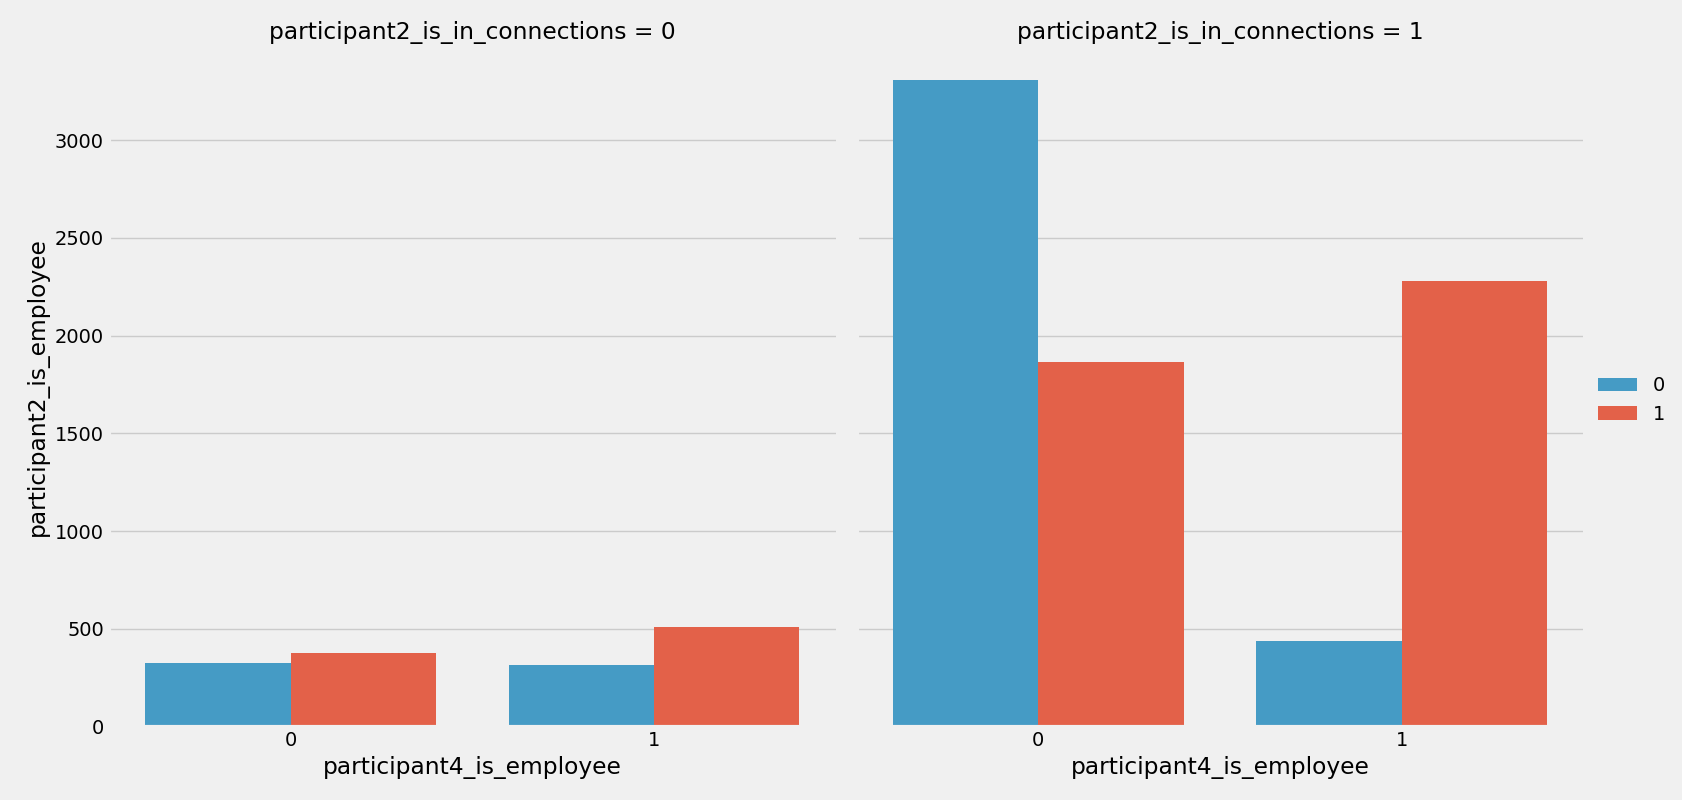 participant2_is_in_connections = 0
participant2_is_in_connections = 1
participant2_is_employee
3000
2500
2000
1500
1000
500
0
0
1
0
1
participant4_is_employee
participant4_is_employee
0
1